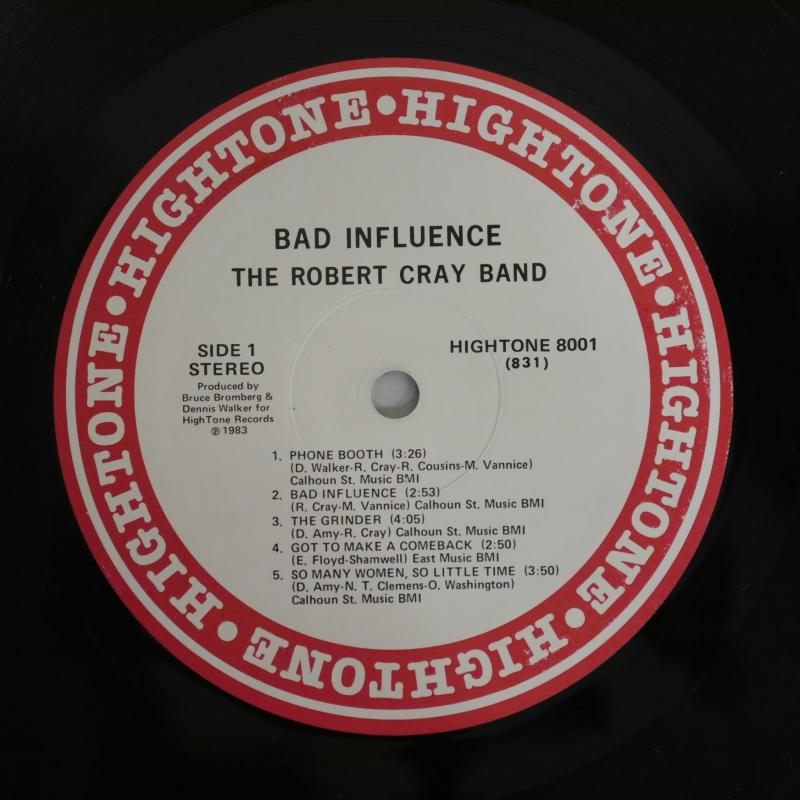 HIGHTONE • HIGHTONE • HIGHTONE • HIGHTONE • HIGHTONE • HIGHTONE • HIGHTONE •
BAD INFLUENCE
THE ROBERT CRAY BAND
SIDE 1
STEREO
Produced by
Bruce Bromberg &
Dennis Walker for
HighTone Records
℗ 1983
HIGHTONE 8001
(831)
1. PHONE BOOTH (3:26)
(D. Walker-R. Cray-R. Cousins-M. Vannice)
Calhoun St. Music BMI
2. BAD INFLUENCE (2:53)
(R. Cray-M. Vannice) Calhoun St. Music BMI
3. THE GRINDER (4:05)
(D. Amy-R. Cray) Calhoun St. Music BMI
4. GOT TO MAKE A COMEBACK (2:50)
(E. Floyd-Shamwell) East Music BMI
5. SO MANY WOMEN, SO LITTLE TIME (3:50)
(D. Amy-N. T. Clemens-O. Washington)
Calhoun St. Music BMI